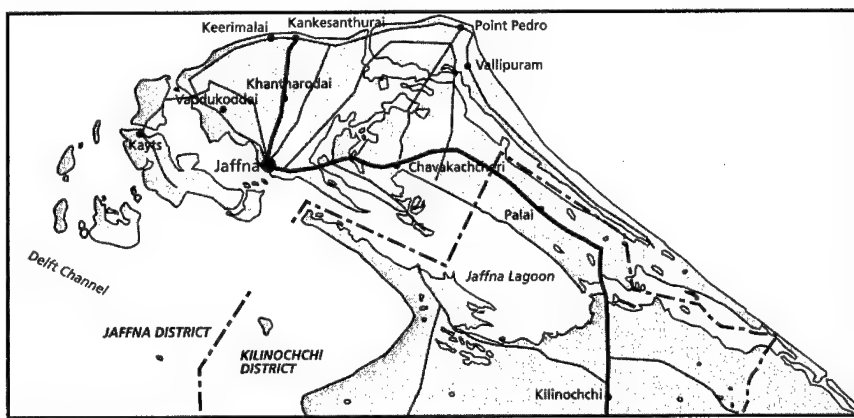 Keerimalai
Kankesanthurai
Point Pedro
Vallipuram
Khantharodai
Vaddukoddai
Kayts
Jaffna
Chavakachcheri
Palai
Delft Channel
Jaffna Lagoon
JAFFNA DISTRICT
KILINOCHCHI
DISTRICT
Kilinochchi